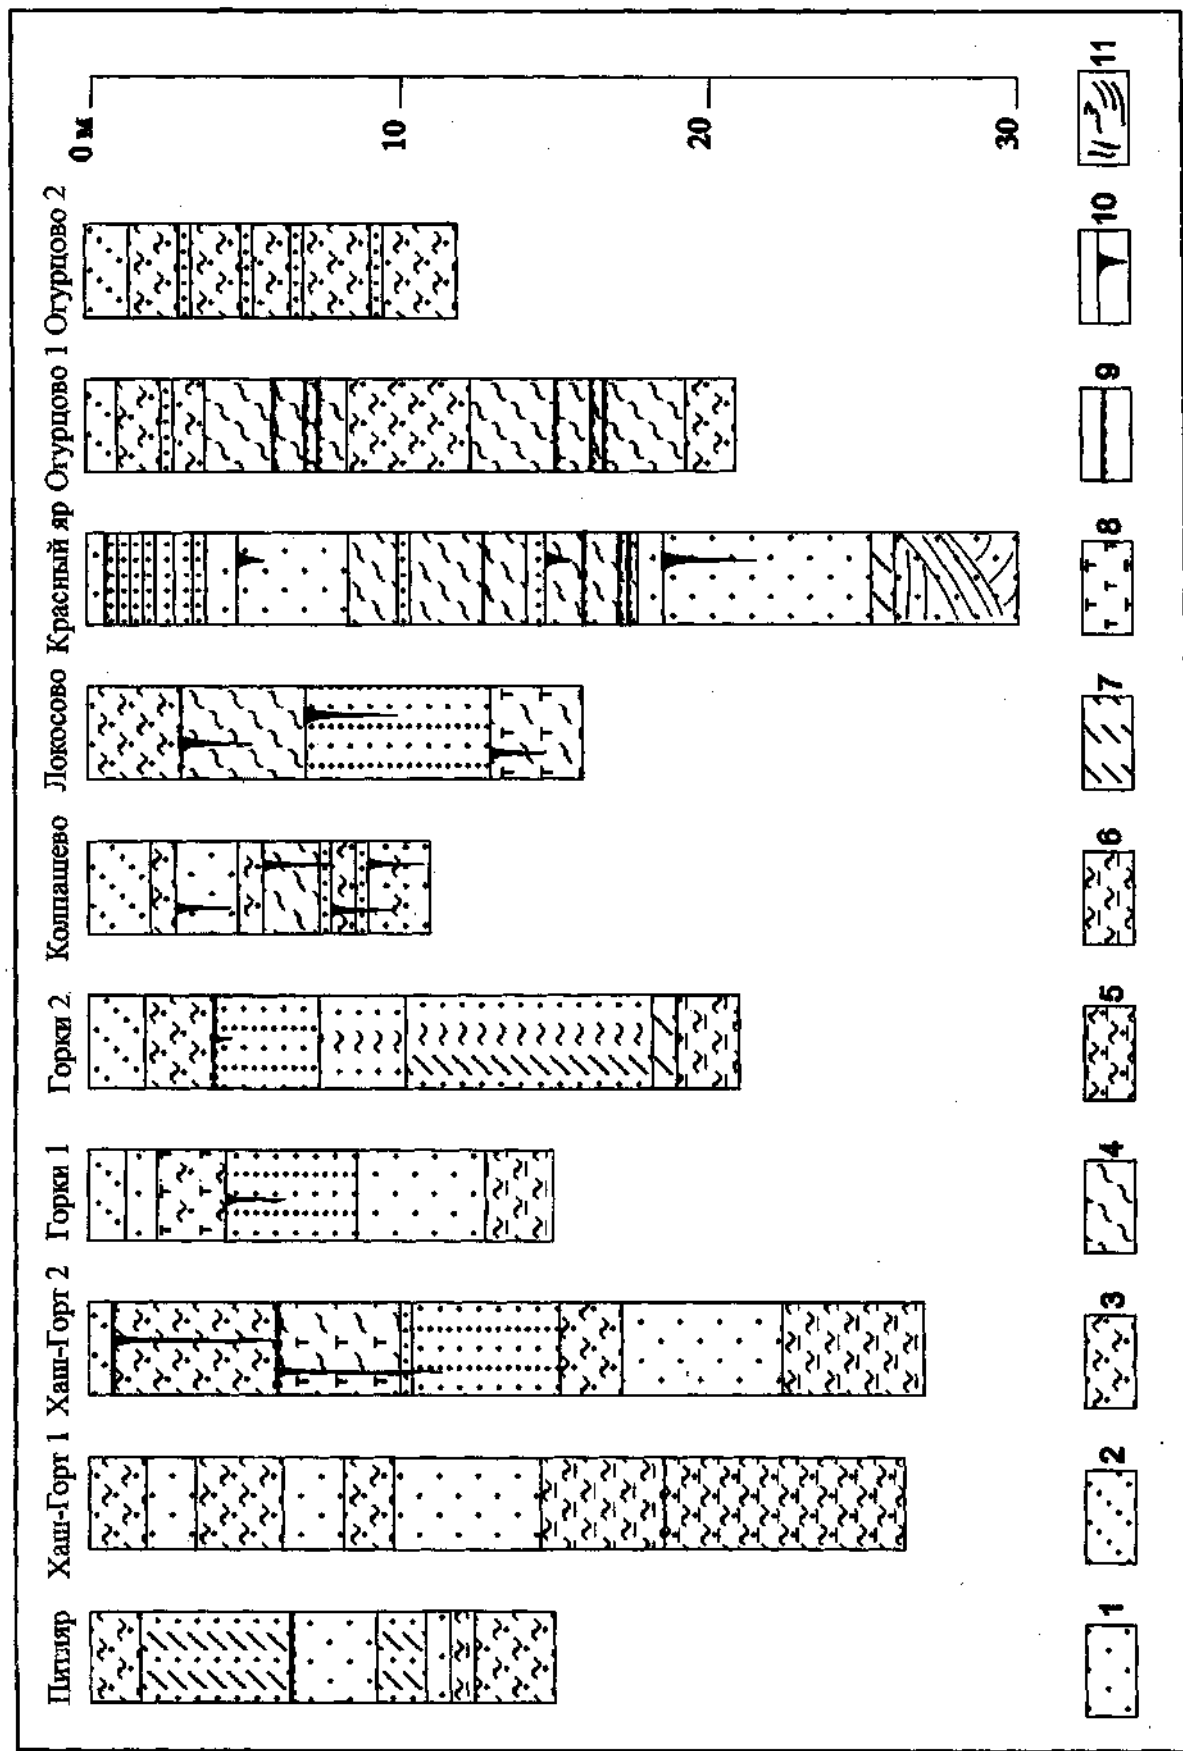 Питляр
Хаш-Горт 1
Хаш-Горт 2
Горки 1
Горки 2
Колпашево
Локосово
Красный яр
Огурцово 1
Огурцово 2
0 м
10
20
30
1
2
3
4
5
6
7
8
9
10
11